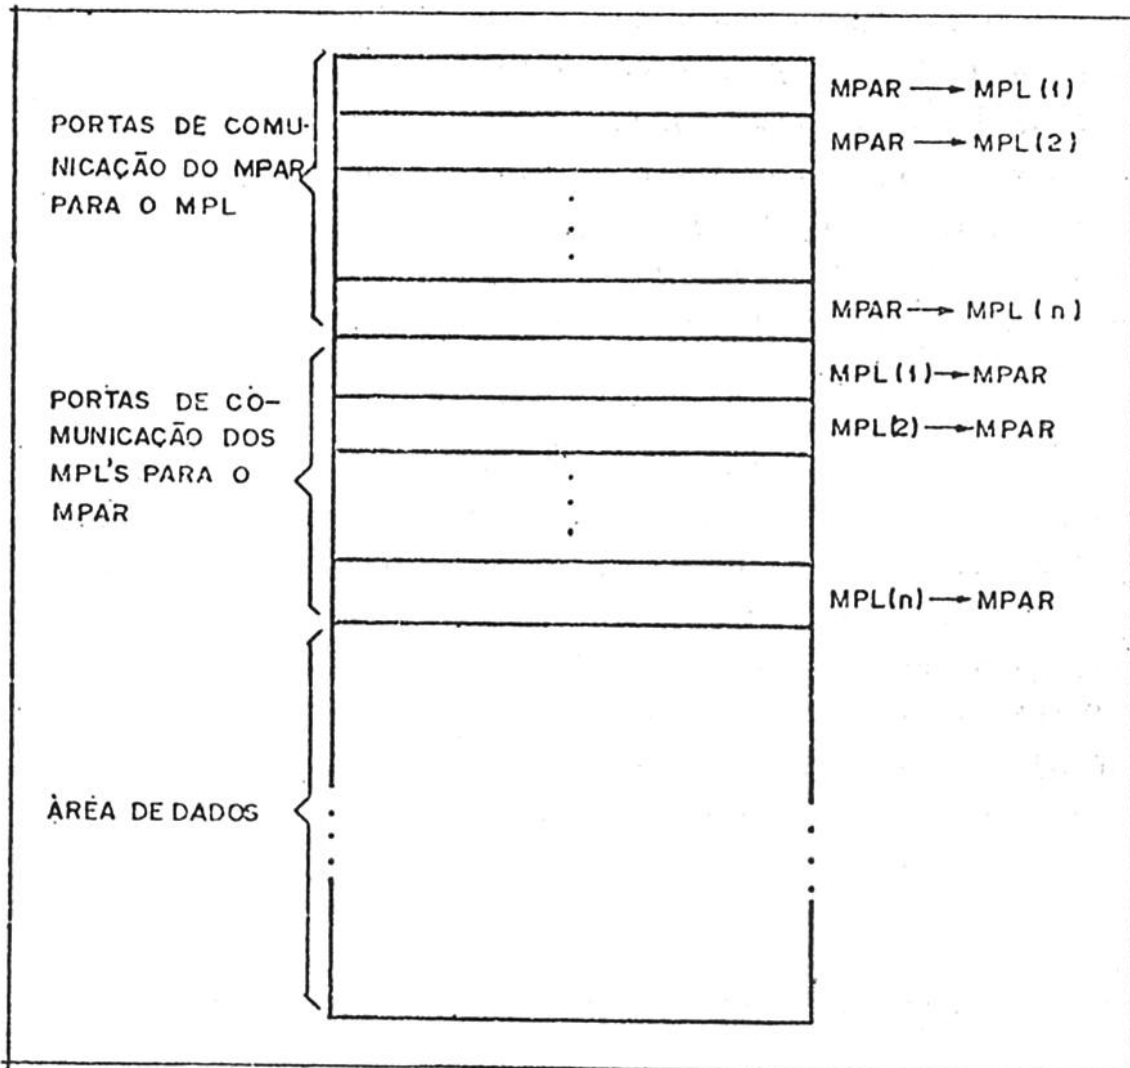 PORTAS DE COMU-
NICAÇÃO DO MPAR
PARA O MPL
MPAR → MPL (1)
MPAR → MPL (2)
MPAR → MPL (n)
PORTAS DE CO-
MUNICAÇÃO DOS
MPL'S PARA O
MPAR
MPL (1) → MPAR
MPL(2) → MPAR
MPL(n) → MPAR
ÀREA DE DADOS